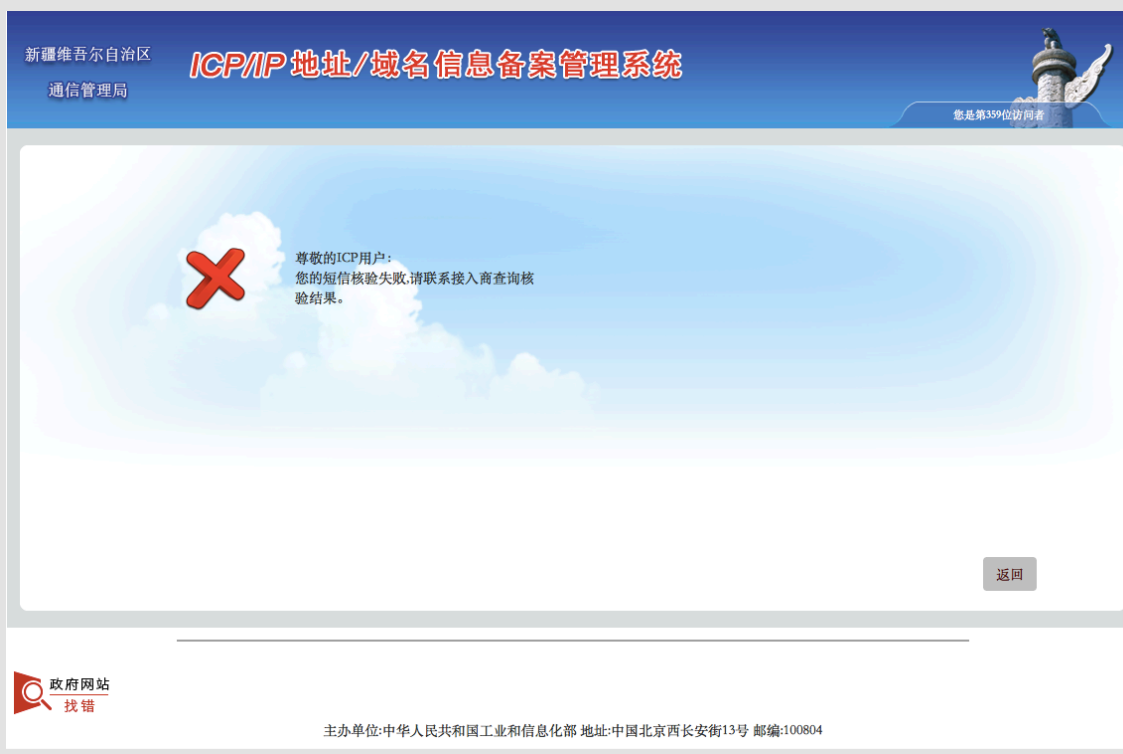 新疆维吾尔自治区
通信管理局
ICP/IP地址/域名信息备案管理系统
您是第359位访问者
尊敬的ICP用户:
您的短信核验失败,请联系接入商查询核
验结果。
返回
政府网站
找错
主办单位:中华人民共和国工业和信息化部 地址:中国北京西长安街13号 邮编:100804